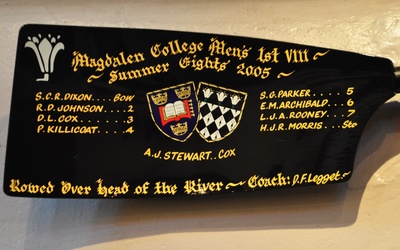 Magdalen College Men's 1st VIII ~
~ Summer Eights 2005 ~
S.C.R. DIXON.... Bow
R.D. JOHNSON.... 2
D.L. COX....... 3
P. KILLICOAT.... 4
S.G. PARKER..... 5
E.M. ARCHIBALD... 6
L.J.A. ROONEY... 7
H.J.R. MORRIS... Str
A.J. STEWART.. COX
Rowed Over Head of the River ~ Coach: D.F. Legget. ~